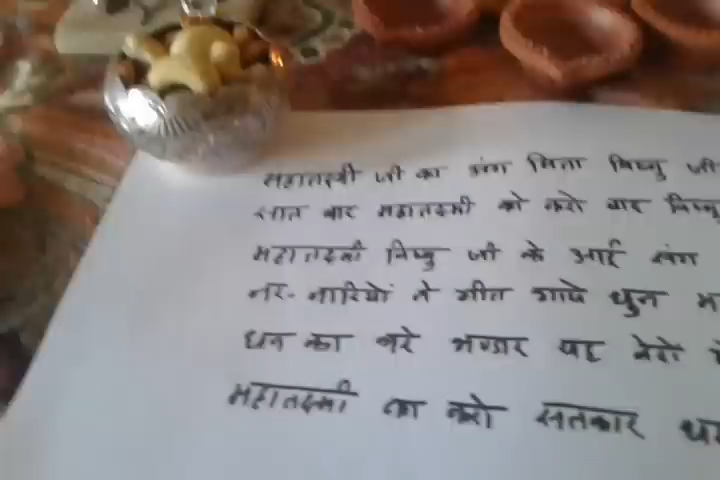 महालक्ष्मी जी का संग मिला विष्णु जी
सात बार महालक्ष्मी को करो याद विष्णु
महालक्ष्मी विष्णु जी के आई संग
नर-नारियों ने गीत गाये धुन
धन का भरे भण्डार यह वेदों
महालक्ष्मी का करो सतकार